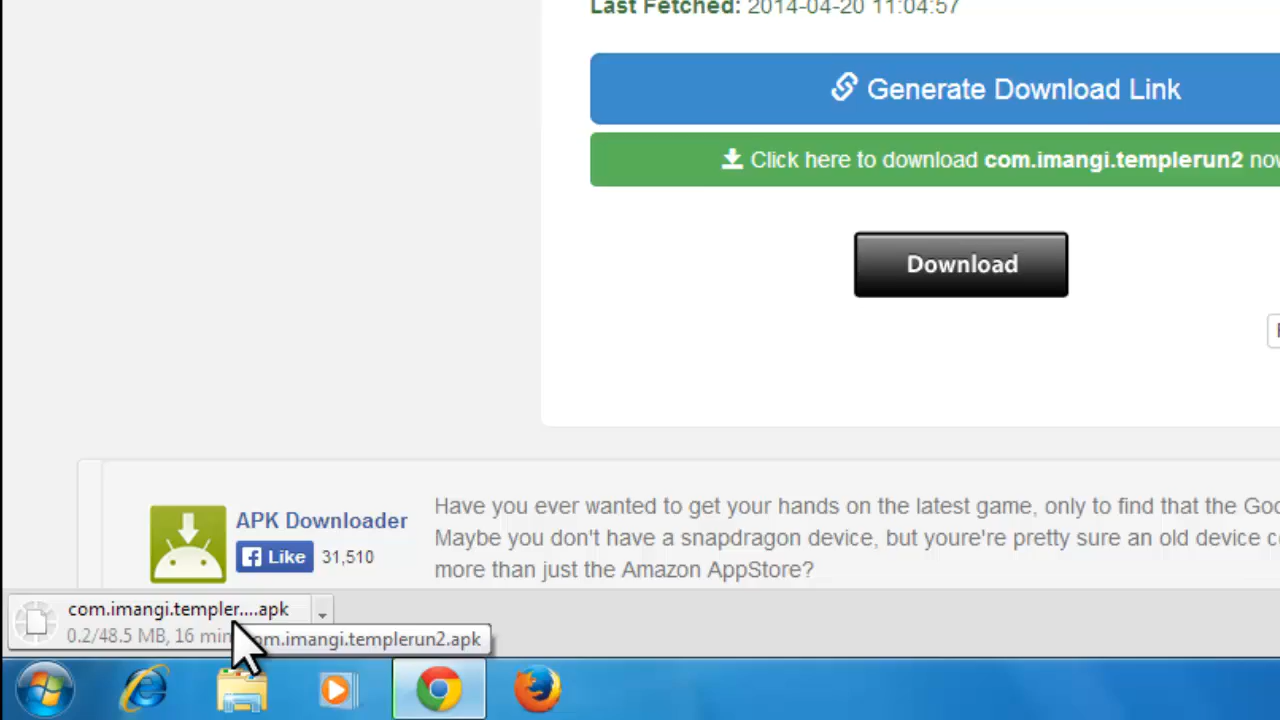 Last Fetched: 2014-04-20 11:04:57
Generate Download Link
Click here to download com.imangi.templerun2
Download
APK Downloader
Like 31,510
Have you ever wanted to get your hands on the latest game, only to find that the
Maybe you don't have a snapdragon device, but youre're pretty sure an old device
more than just the Amazon AppStore?
com.imangi.templer....apk
0.2/48.5 MB, 16
om.imangi.templerun2.apk